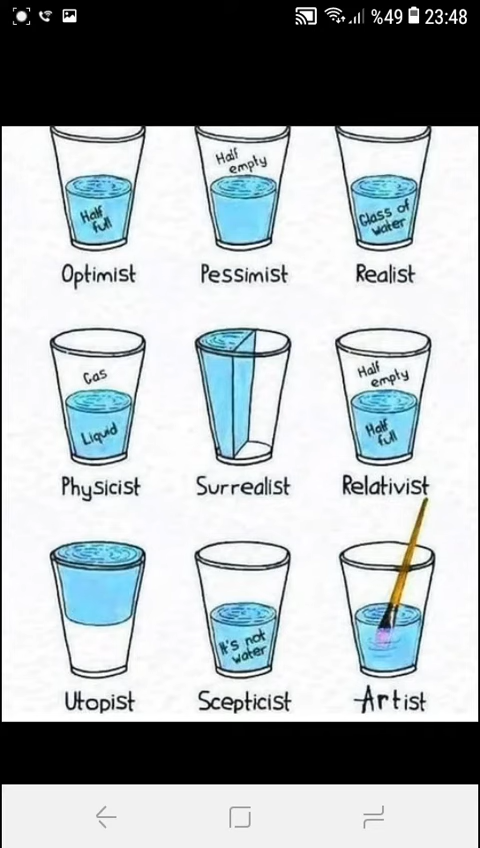 %49 23:48
Half
full
Half
empty
Glass of
water
Optimist Pessimist Realist
Gas
Liquid
Half
empty
Half
full
Physicist Surrealist Relativist
It's not
water
Utopist Scepticist Artist